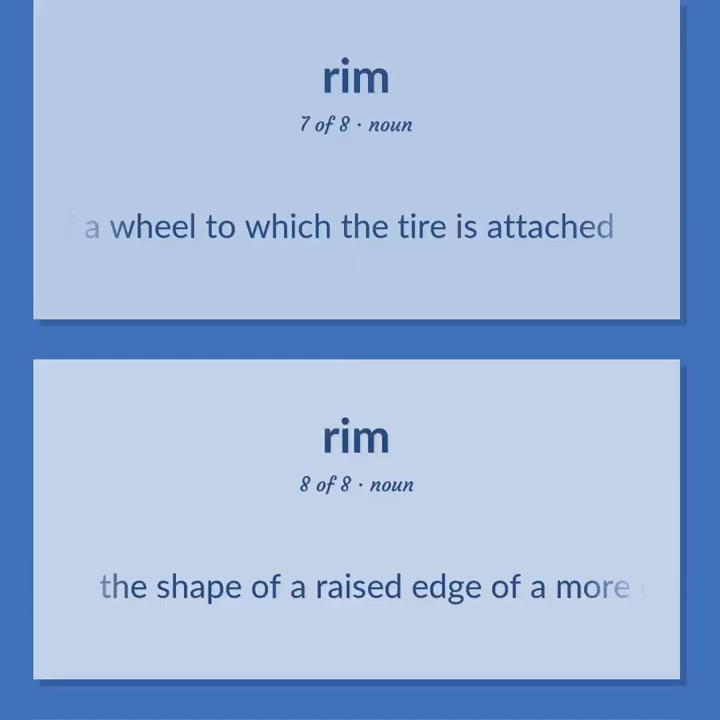 rim
7 of 8 · noun
a wheel to which the tire is attached
rim
8 of 8 · noun
the shape of a raised edge of a more